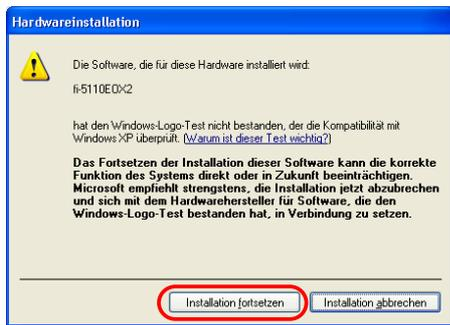 Hardwareinstallation
Die Software, die für diese Hardware installiert wird:
fi-5110EOX2
hat den Windows-Logo-Test nicht bestanden, der die Kompatibilität mit
Windows XP überprüft. (Warum ist dieser Test wichtig?)
Das Fortsetzen der Installation dieser Software kann die korrekte
Funktion des Systems direkt oder in Zukunft beeinträchtigen.
Microsoft empfiehlt strengstens, die Installation jetzt abzubrechen
und sich mit dem Hardwarehersteller für Software, die den
Windows-Logo-Test bestanden hat, in Verbindung zu setzen.
Installation fortsetzen Installation abbrechen